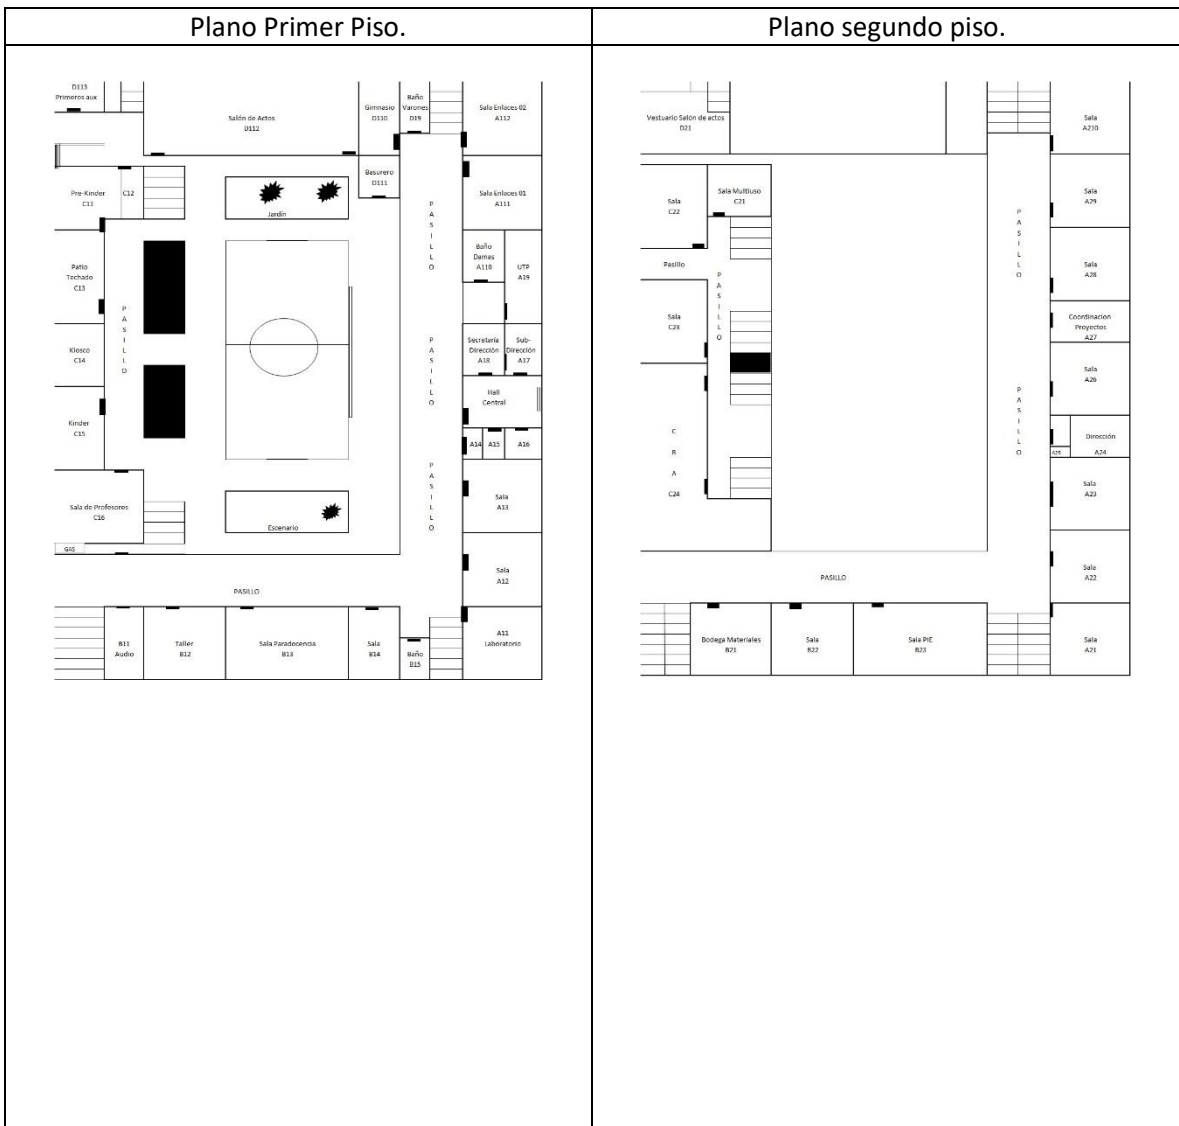 Plano Primer Piso.
Plano segundo piso.
D113
Primeros aux
Salón de Actos
D112
Gimnasio
D110
Baño
Varones
D19
Sala Enlaces 02
A112
Basurero
D111
Pre-Kinder
C11
C12
Jardín
Sala Enlaces 01
A111
PASILLO
Baño
Damas
A110
UTP
A19
Patio
Techado
C13
PASILLO
Kiosco
C14
Secretaría
Dirección
A18
Sub-
Dirección
A17
PASILLO
Hall
Central
Kinder
C15
A14
A15
A16
Sala de Profesores
C16
Sala
A13
PASILLO
Escenario
GAS
Sala
A12
PASILLO
B11
Audio
Taller
B12
Sala Paradocencia
B13
Sala
B14
Baño
B15
A11
Laboratorio
Vestuario Salón de actos
D21
Sala
A210
Sala
C22
Sala Multiuso
C21
Sala
A29
PASILLO
Pasillo
PASILLO
Sala
A28
Sala
C23
Coordinacion
Proyectos
A27
Sala
A26
PASILLO
CRA
C24
Dirección
A24
A25
Sala
A23
Sala
A22
PASILLO
Bodega Materiales
B21
Sala
B22
Sala PIE
B23
Sala
A21